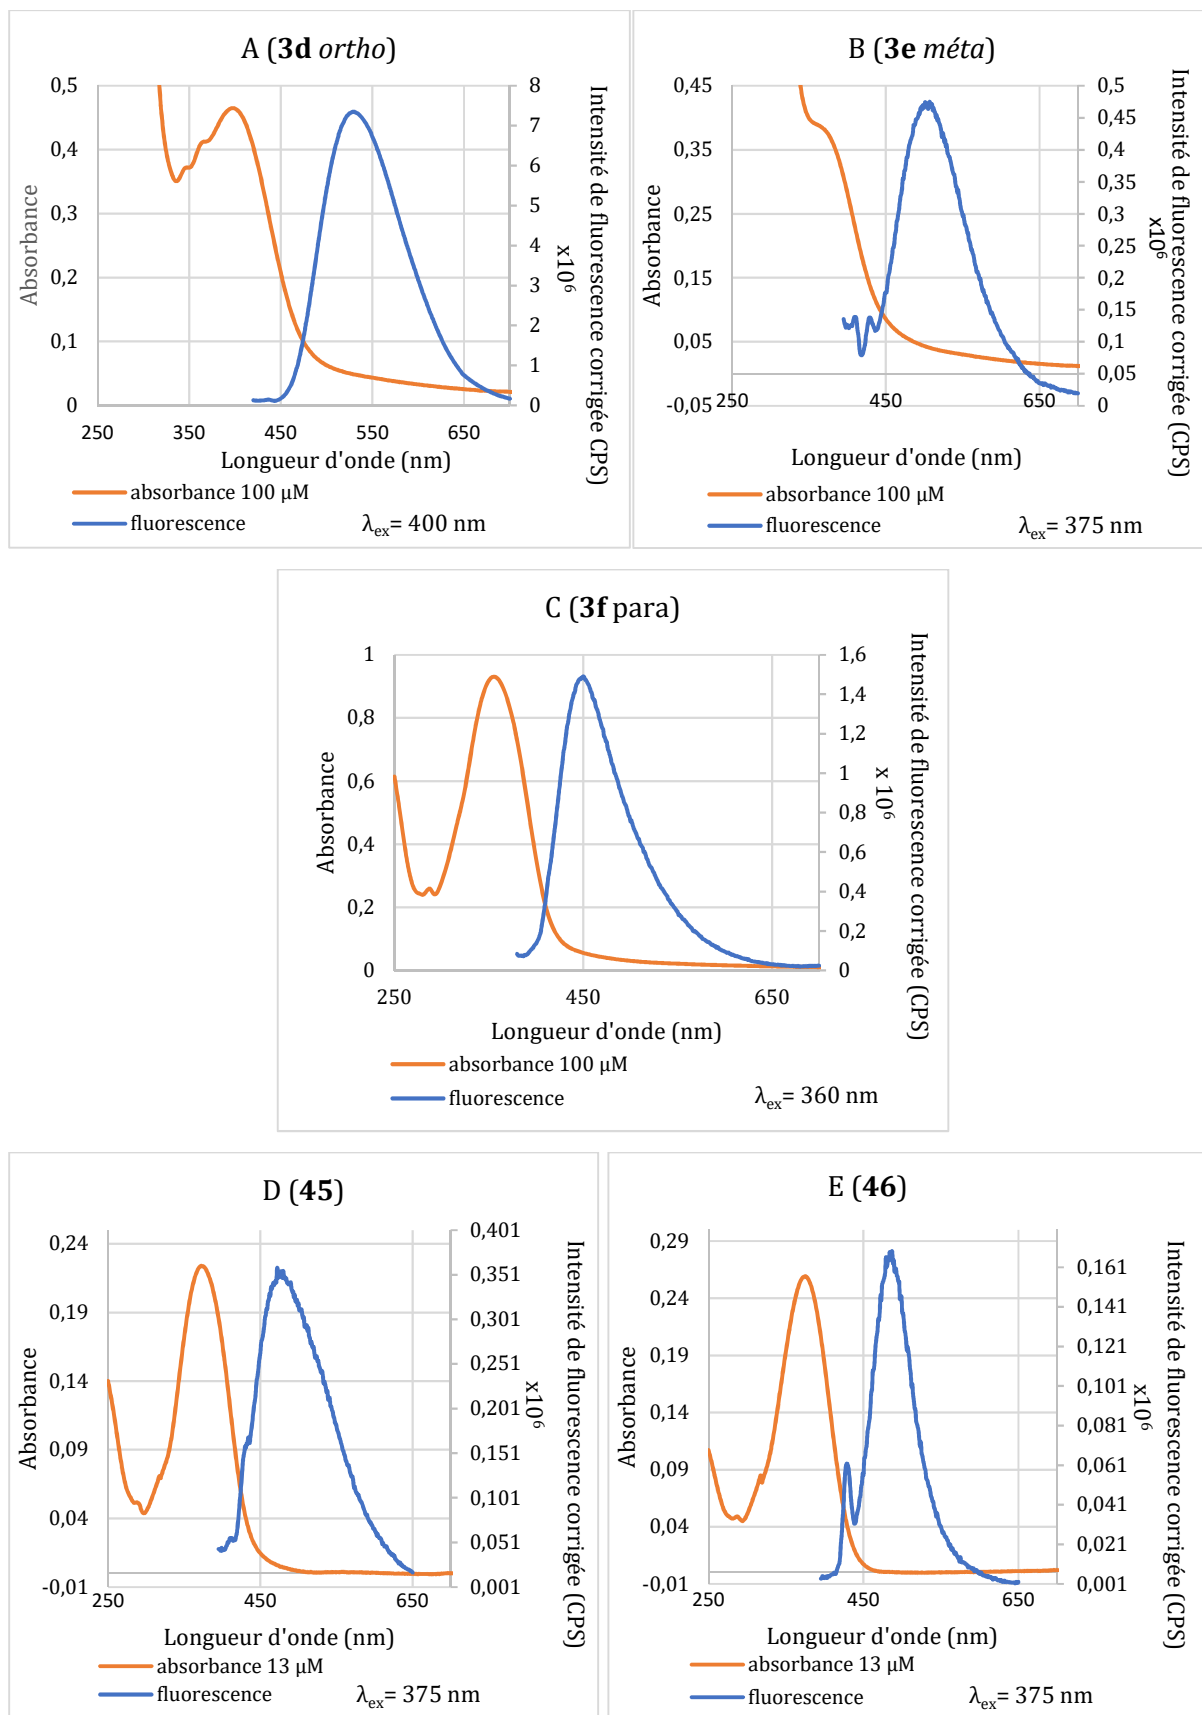 A (3d ortho)
0,5
0,4
0,3
0,2
0,1
0
8
7
6
5
4
3
2
1
0
250
350
450
550
650
Absorbance
Longueur d'onde (nm)
Intensité de fluorescence corrigée CPS)
x10⁶
absorbance 100 µM
fluorescence
λex= 400 nm
B (3e méta)
0,45
0,35
0,25
0,15
0,05
-0,05
0,5
0,45
0,4
0,35
0,3
0,25
0,2
0,15
0,1
0,05
0
250
450
650
Absorbance
Longueur d'onde (nm)
Intensité de fluorescence corrigée (CPS)
x10⁶
absorbance 100 µM
fluorescence
λex= 375 nm
C (3f para)
1
0,8
0,6
0,4
0,2
0
1,6
1,4
1,2
1
0,8
0,6
0,4
0,2
0
250
450
650
Absorbance
Longueur d'onde (nm)
Intensité de fluorescence corrigée (CPS)
x 10⁶
absorbance 100 µM
fluorescence
λex= 360 nm
D (45)
0,24
0,19
0,14
0,09
0,04
-0,01
0,401
0,351
0,301
0,251
0,201
0,151
0,101
0,051
0,001
250
450
650
Absorbance
Longueur d'onde (nm)
Intensité de fluorescence corrigée (CPS)
x10⁶
absorbance 13 µM
fluorescence
λex= 375 nm
E (46)
0,29
0,24
0,19
0,14
0,09
0,04
-0,01
0,161
0,141
0,121
0,101
0,081
0,061
0,041
0,021
0,001
250
450
650
Absorbance
Longueur d'onde (nm)
Intensité de fluorescence corrigée (CPS)
x10⁶
absorbance 13 µM
fluorescence
λex= 375 nm